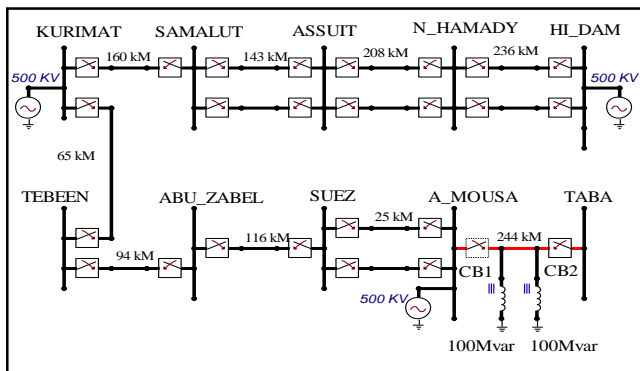 KURIMAT SAMALUT ASSUIT N_HAMADY HI_DAM
160 kM 143 kM 208 kM 236 kM
500 KV 500 KV
65 kM
TEBEEN ABU_ZABEL SUEZ A_MOUSA TABA
25 kM
94 kM 116 kM 244 kM
CB1 CB2
500 KV
100Mvar 100Mvar